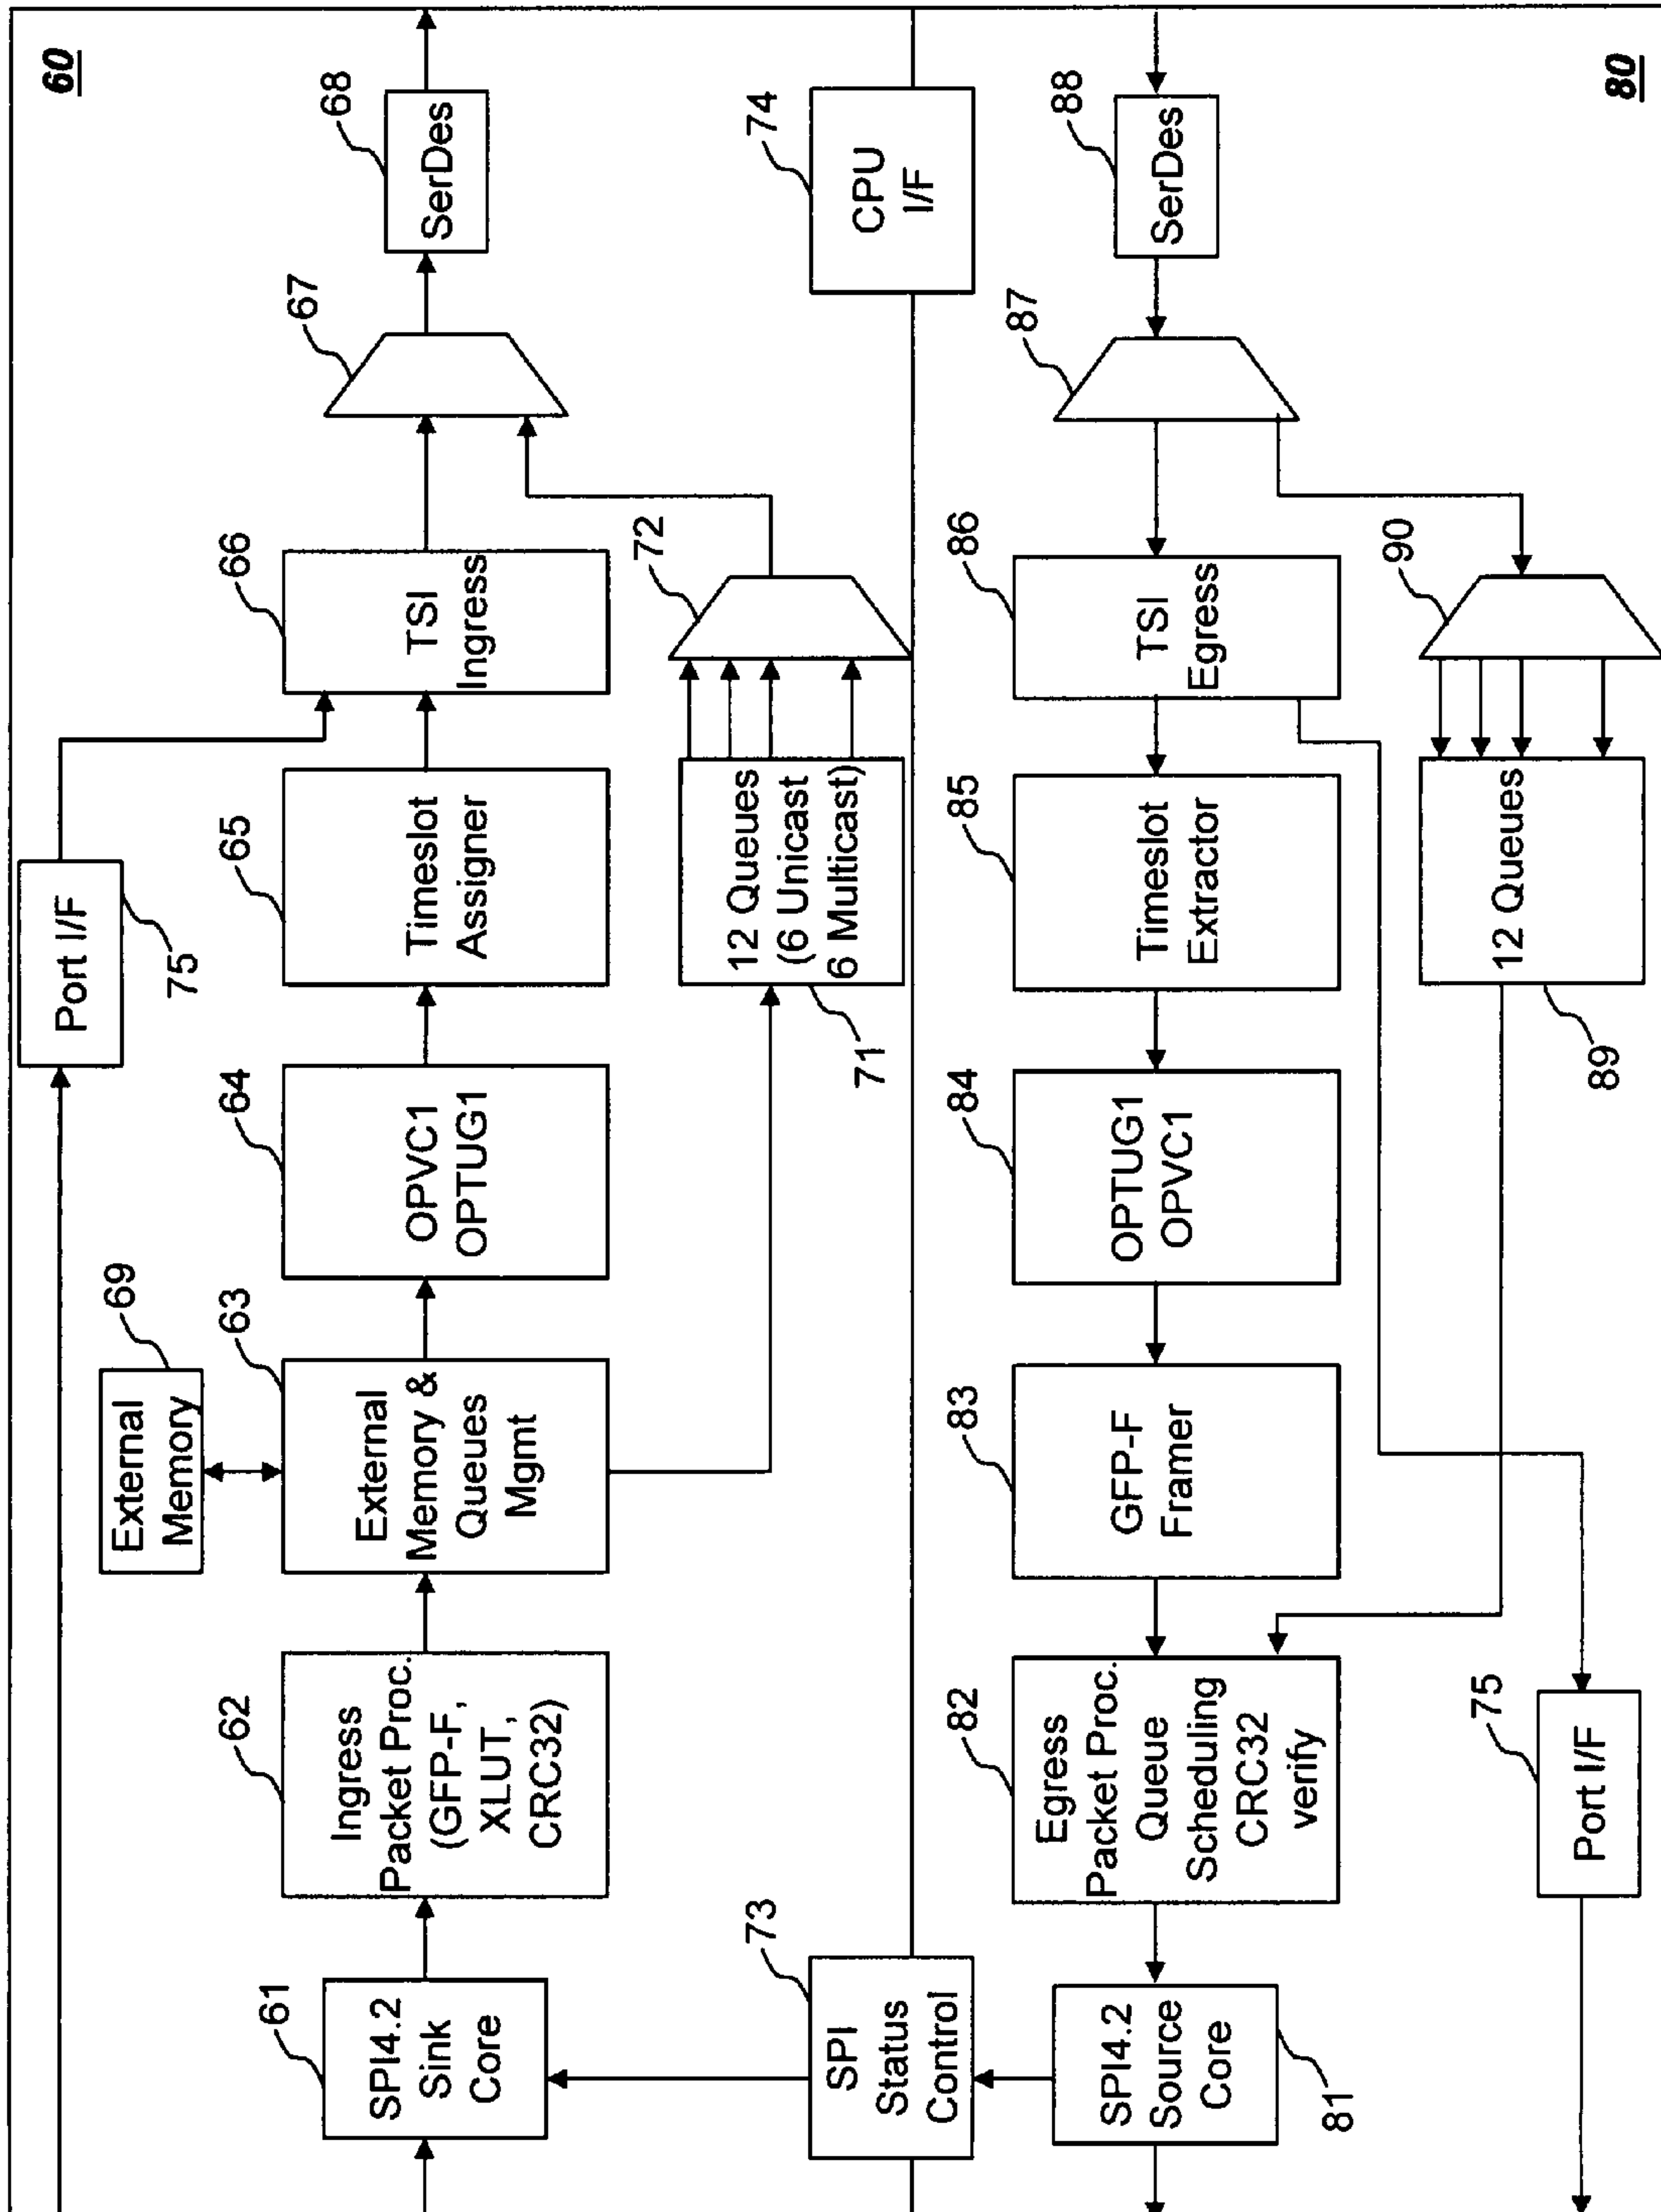 60
Port I/F
75
External
Memory
69
SPI4.2
Sink
Core
61
Ingress
Packet Proc.
(GFP-F,
XLUT,
CRC32)
62
External
Memory &
Queues
Mgmt
63
OPVC1
OPTUG1
64
Timeslot
Assigner
65
TSI
Ingress
66
67
SerDes
68
12 Queues
(6 Unicast
6 Multicast)
71
72
SPI
Status
Control
73
CPU
I/F
74
SPI4.2
Source
Core
81
Egress
Packet Proc.
Queue
Scheduling
CRC32
verify
82
GFP-F
Framer
83
OPTUG1
OPVC1
84
Timeslot
Extractor
85
TSI
Egress
86
87
SerDes
88
12 Queues
89
90
Port I/F
75
80